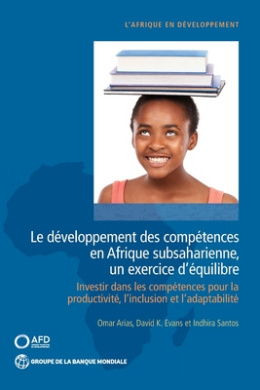 L'AFRIQUE EN DÉVELOPPEMENT
Le développement des compétences
en Afrique subsaharienne,
un exercice d'équilibre
Investir dans les compétences pour la
productivité, l'inclusion et l'adaptabilité
Omar Arias, David K. Evans et Indhira Santos
AFD
GROUPE DE LA BANQUE MONDIALE